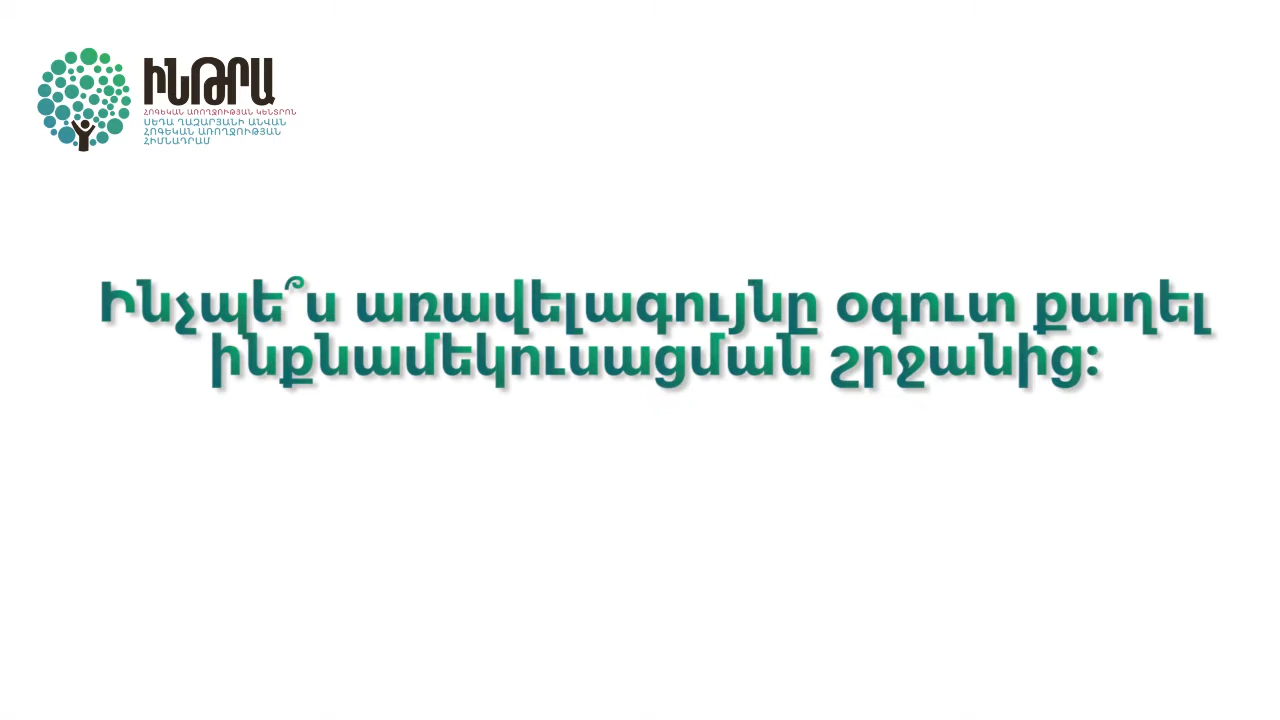 ԻՆԹՐԱ
ՀՈԳԵԿԱՆ ԱՌՈՂՋՈՒԹՅԱՆ ԿԵՆՏՐՈՆ
ՍԵԴԱ ՂԱԶԱՐՅԱՆԻ ԱՆՎԱՆ
ՀՈԳԵԿԱՆ ԱՌՈՂՋՈՒԹՅԱՆ
ՀԻՄՆԱԴՐԱՄ
Ինչպե՞ս առավելագույնը օգուտ քաղել
ինքնամեկուսացման շրջանից: